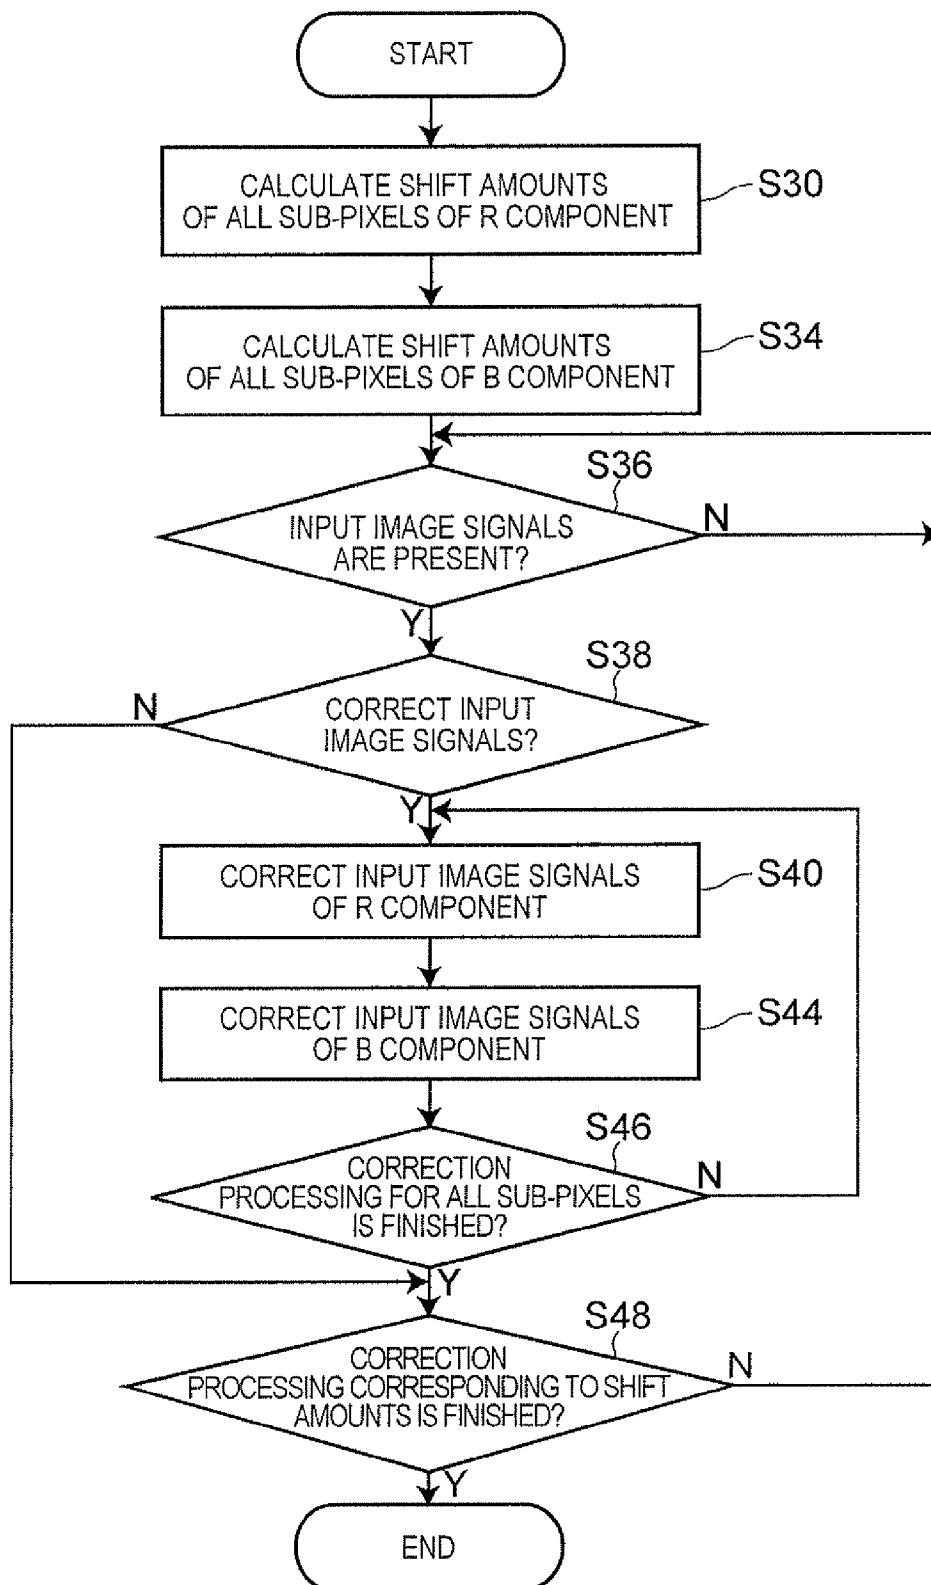 START
CALCULATE SHIFT AMOUNTS
OF ALL SUB-PIXELS OF R COMPONENT
S30
CALCULATE SHIFT AMOUNTS
OF ALL SUB-PIXELS OF B COMPONENT
S34
S36
INPUT IMAGE SIGNALS
ARE PRESENT?
N
Y
S38
N
CORRECT INPUT
IMAGE SIGNALS?
Y
CORRECT INPUT IMAGE SIGNALS
OF R COMPONENT
S40
CORRECT INPUT IMAGE SIGNALS
OF B COMPONENT
S44
S46
CORRECTION
PROCESSING FOR ALL SUB-PIXELS
IS FINISHED?
N
Y
S48
CORRECTION
PROCESSING CORRESPONDING TO SHIFT
AMOUNTS IS FINISHED?
N
Y
END